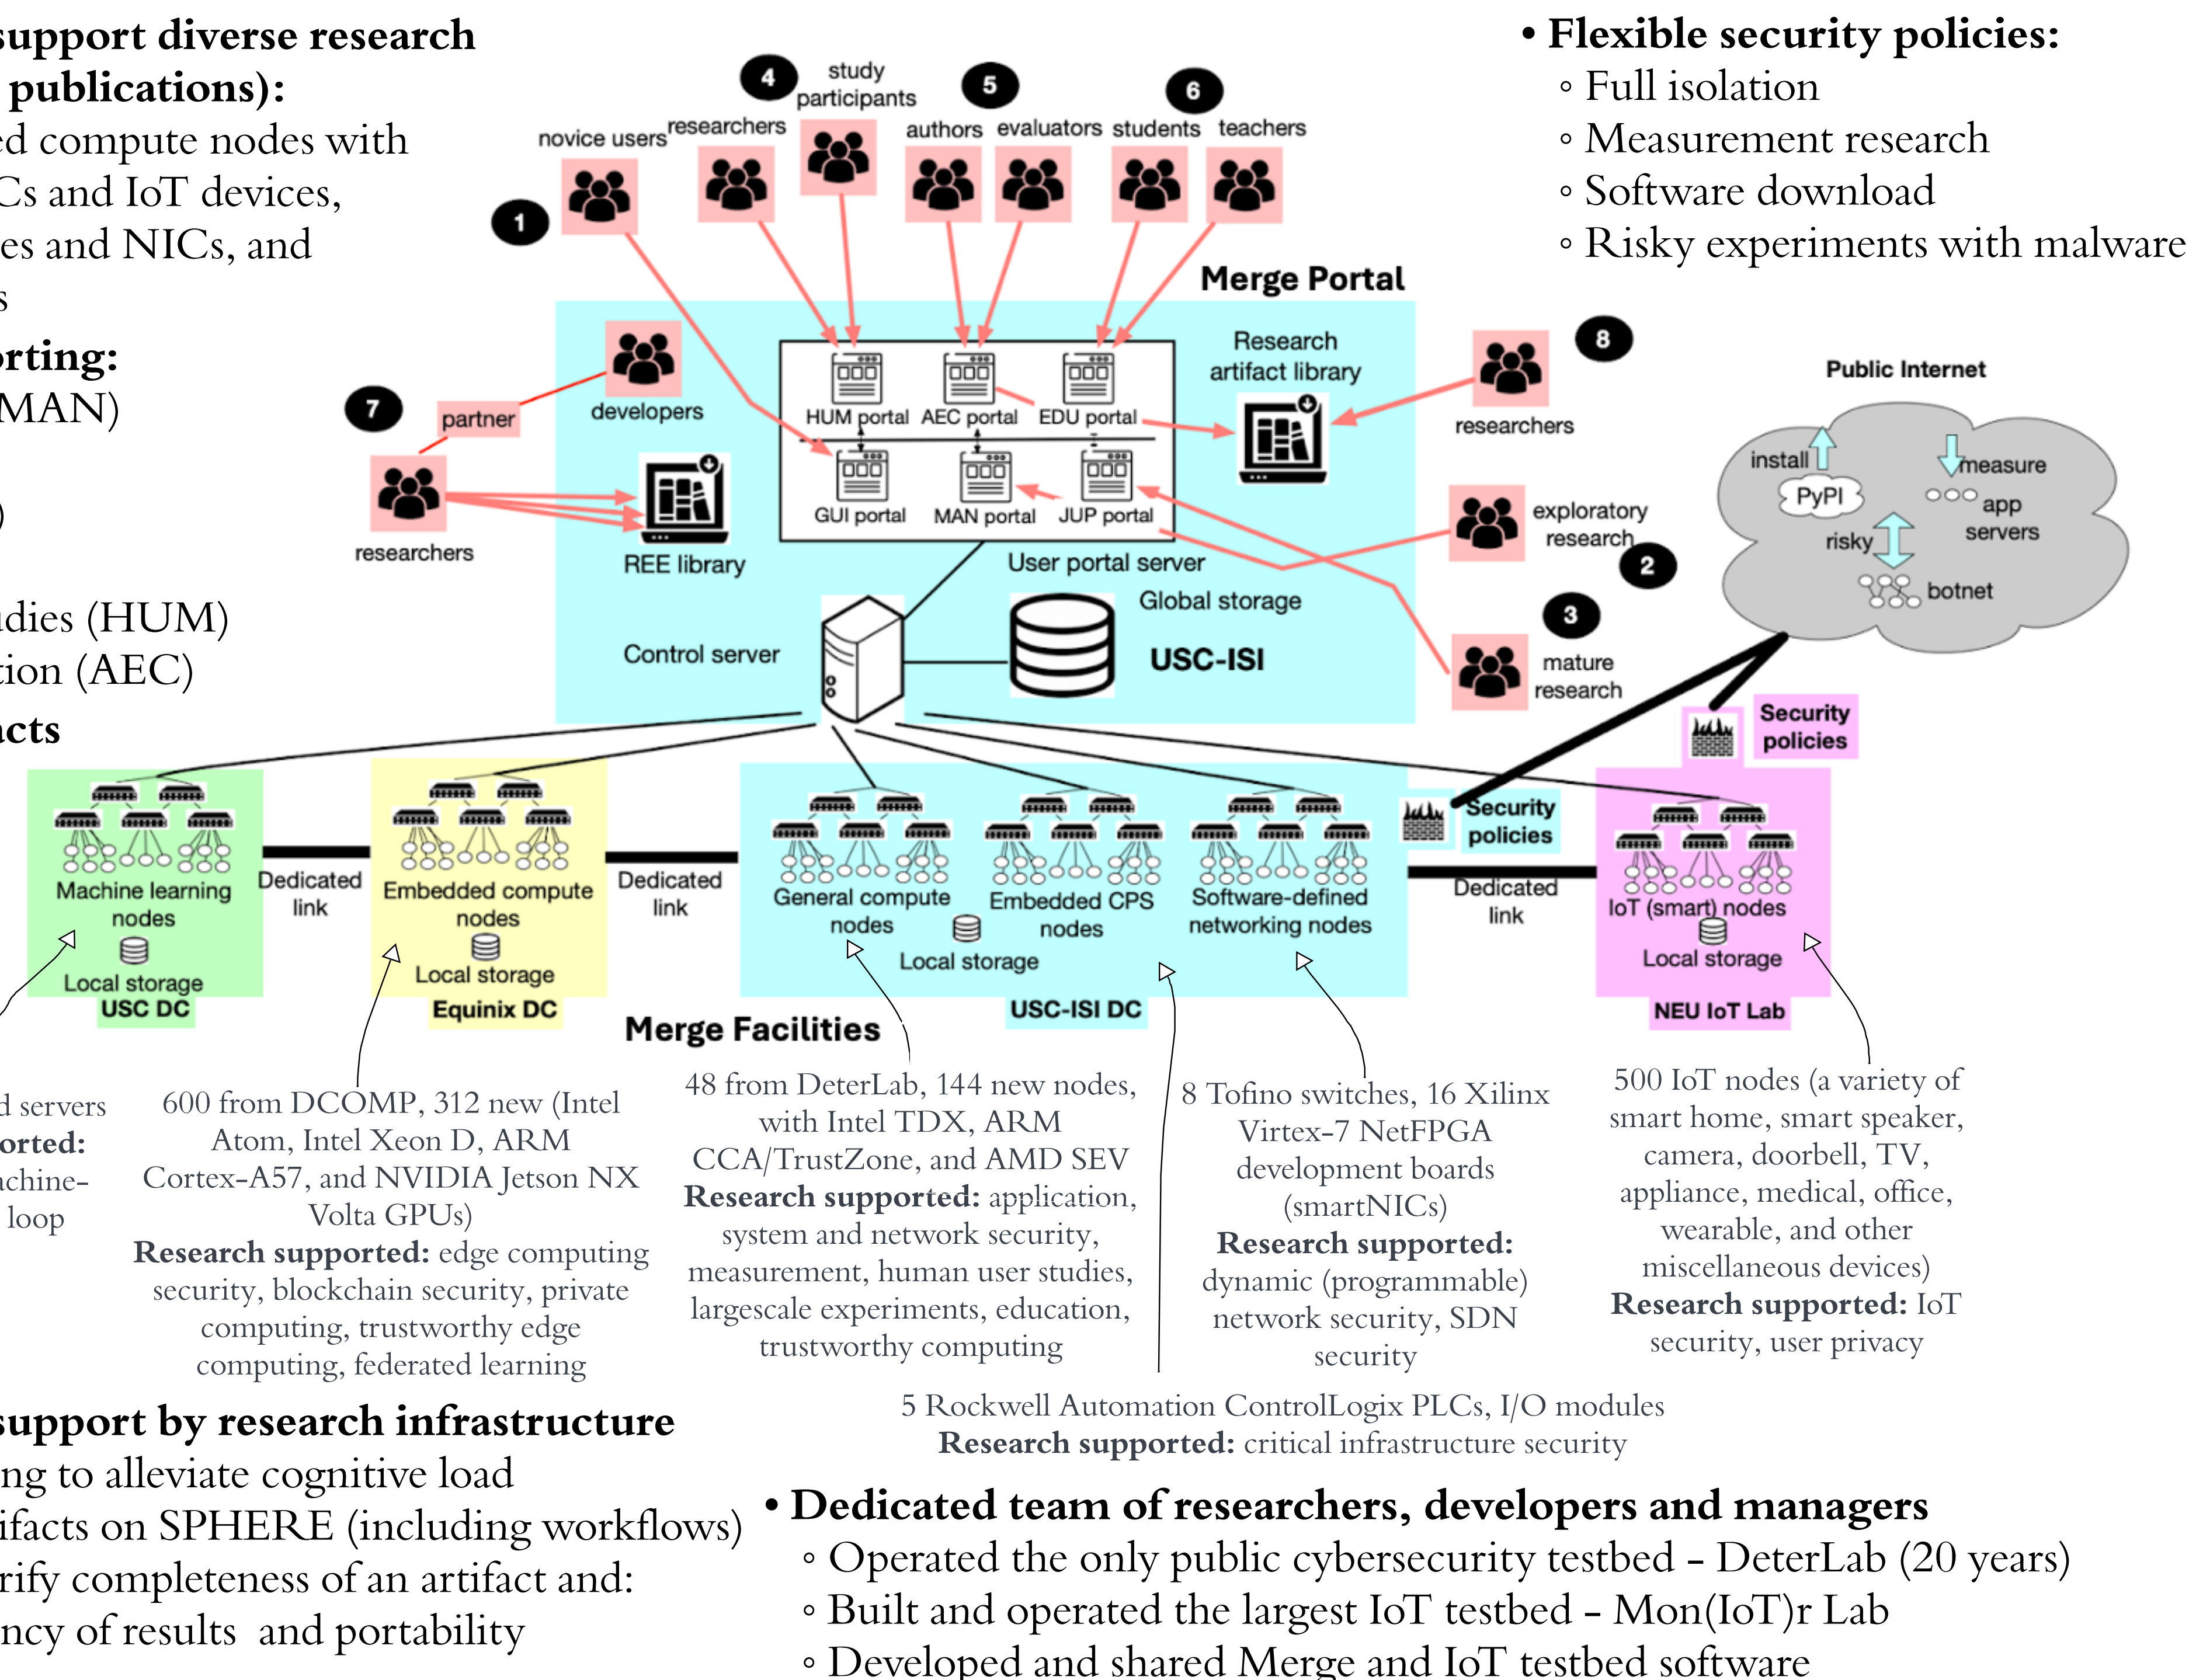 support diverse research
publications):
ed compute nodes with
Cs and IoT devices,
es and NICs, and
s
orting:
MAN)
)
udies (HUM)
tion (AEC)
acts
• Flexible security policies:
◦ Full isolation
◦ Measurement research
◦ Software download
◦ Risky experiments with malware
4
study
participants
5
6
novice users
researchers
authors
evaluators
students
teachers
1
Merge Portal
7
partner
developers
researchers
REE library
HUM portal
AEC portal
EDU portal
GUI portal
MAN portal
JUP portal
Research
artifact library
8
researchers
User portal server
Global storage
Control server
USC-ISI
exploratory
research
2
3
mature
research
Public Internet
install
PyPI
measure
app
servers
risky
botnet
Security
policies
Security
policies
Machine learning
nodes
Local storage
USC DC
Dedicated
link
Embedded compute
nodes
Local storage
Equinix DC
Dedicated
link
General compute
nodes
Embedded CPS
nodes
Software-defined
networking nodes
Local storage
USC-ISI DC
Dedicated
link
IoT (smart) nodes
Local storage
NEU IoT Lab
Merge Facilities
d servers
orted:
achine-
loop
600 from DCOMP, 312 new (Intel
Atom, Intel Xeon D, ARM
Cortex-A57, and NVIDIA Jetson NX
Volta GPUs)
Research supported: edge computing
security, blockchain security, private
computing, trustworthy edge
computing, federated learning
48 from DeterLab, 144 new nodes,
with Intel TDX, ARM
CCA/TrustZone, and AMD SEV
Research supported: application,
system and network security,
measurement, human user studies,
largescale experiments, education,
trustworthy computing
8 Tofino switches, 16 Xilinx
Virtex-7 NetFPGA
development boards
(smartNICs)
Research supported:
dynamic (programmable)
network security, SDN
security
500 IoT nodes (a variety of
smart home, smart speaker,
camera, doorbell, TV,
appliance, medical, office,
wearable, and other
miscellaneous devices)
Research supported: IoT
security, user privacy
5 Rockwell Automation ControlLogix PLCs, I/O modules
Research supported: critical infrastructure security
support by research infrastructure
ng to alleviate cognitive load
ifacts on SPHERE (including workflows)
rify completeness of an artifact and:
ncy of results and portability
• Dedicated team of researchers, developers and managers
◦ Operated the only public cybersecurity testbed - DeterLab (20 years)
◦ Built and operated the largest IoT testbed - Mon(IoT)r Lab
◦ Developed and shared Merge and IoT testbed software